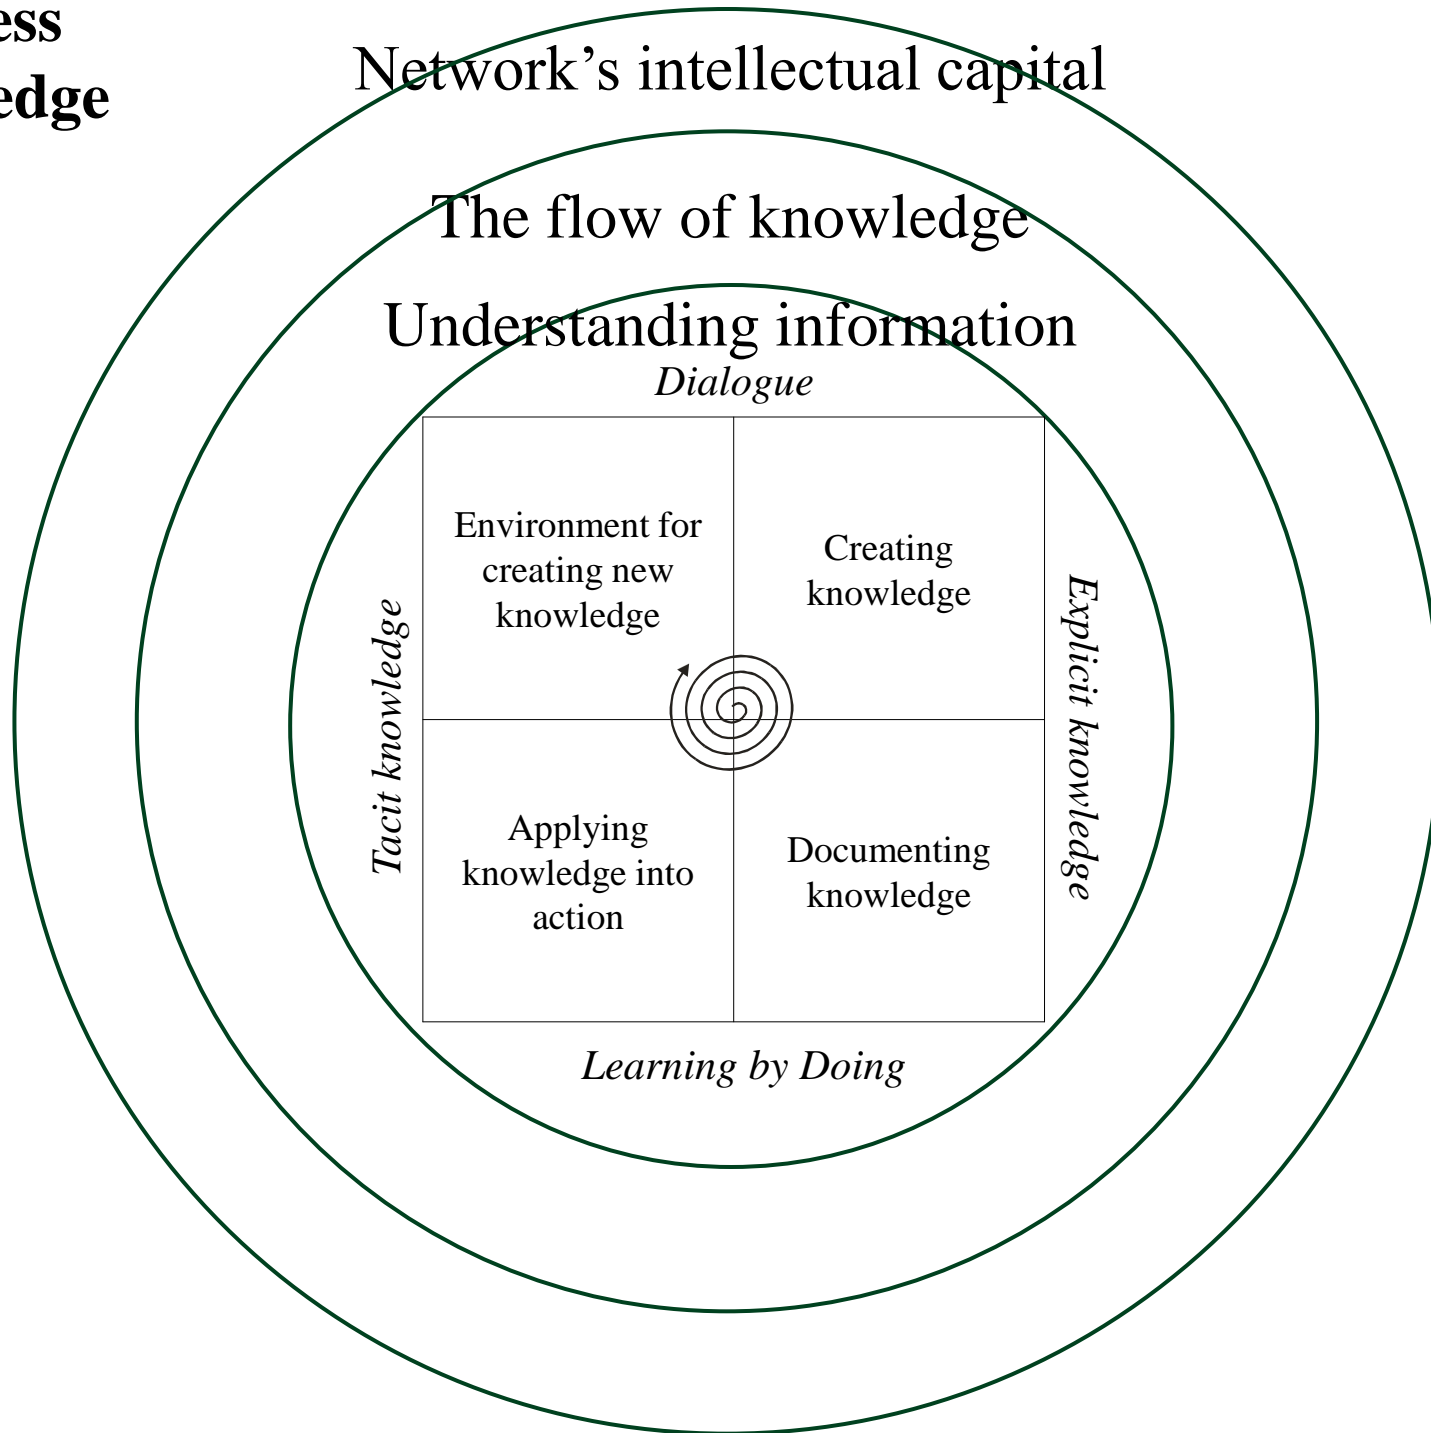 ess
edge
Network’s intellectual capital
The flow of knowledge
Understanding information
Dialogue
Environment for
creating new
knowledge
Creating
knowledge
Tacit knowledge
Explicit knowledge
Applying
knowledge into
action
Documenting
knowledge
Learning by Doing